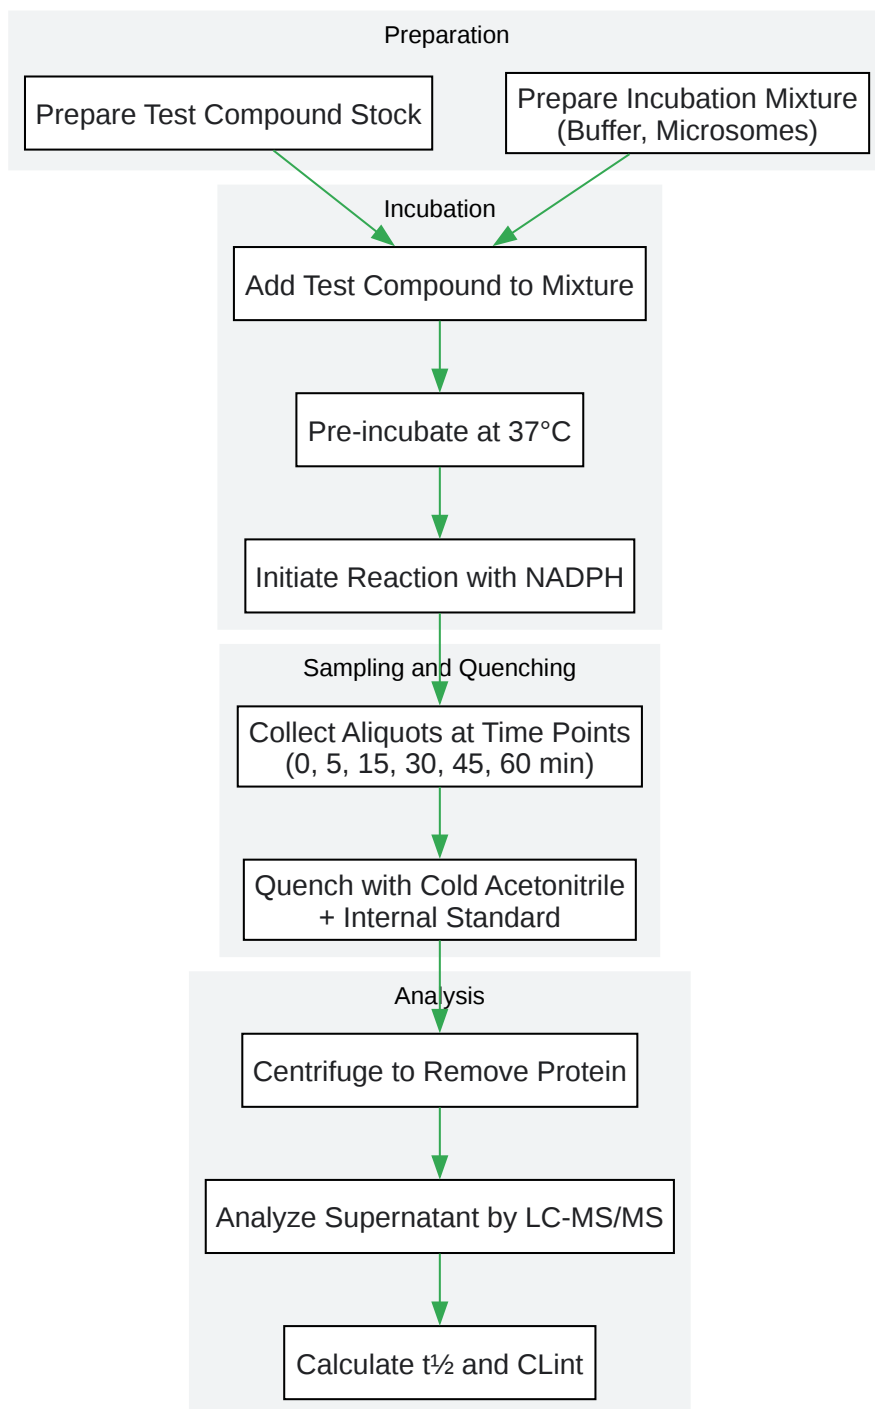 Preparation
Prepare Test Compound Stock
Prepare Incubation Mixture
(Buffer, Microsomes)
Incubation
Add Test Compound to Mixture
Pre-incubate at 37°C
Initiate Reaction with NADPH
Sampling and Quenching
Collect Aliquots at Time Points
(0, 5, 15, 30, 45, 60 min)
Quench with Cold Acetonitrile
+ Internal Standard
Analysis
Centrifuge to Remove Protein
Analyze Supernatant by LC-MS/MS
Calculate t½ and CLint